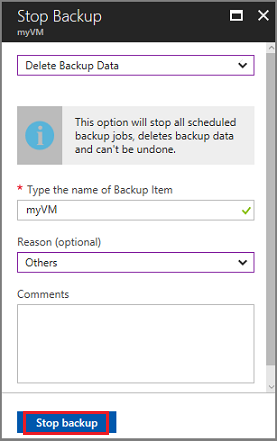 Stop Backup
myVM
Delete Backup Data
This option will stop all scheduled
backup jobs, deletes backup data
and can't be undone.
* Type the name of Backup Item
myVM
Reason (optional)
Others
Comments
Stop backup